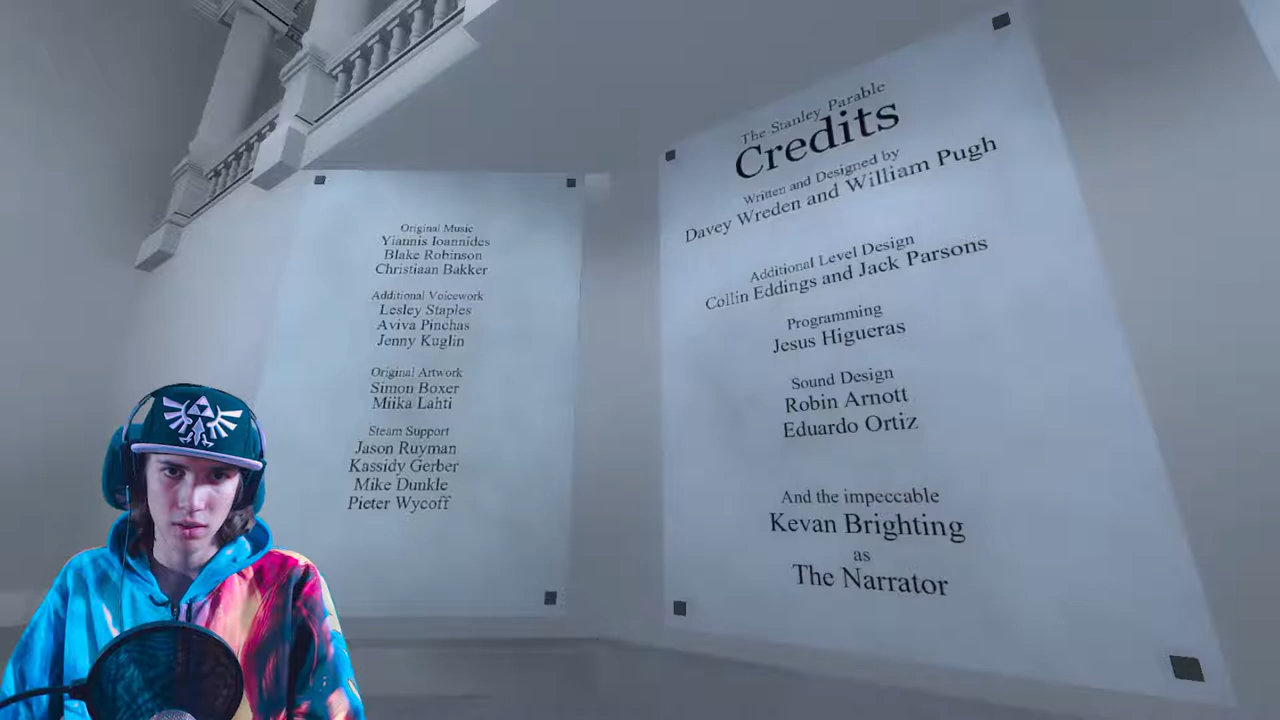 Original Music
Yiannis Ioannides
Blake Robinson
Christiaan Bakker
Additional Voicework
Lesley Staples
Aviva Pinchas
Jenny Kuglin
Original Artwork
Simon Boxer
Miika Lahti
Steam Support
Jason Ruyman
Kassidy Gerber
Mike Dunkle
Pieter Wycoff
The Stanley Parable
Credits
Written and Designed by
Davey Wreden and William Pugh
Additional Level Design
Collin Eddings and Jack Parsons
Programming
Jesus Higueras
Sound Design
Robin Arnott
Eduardo Ortiz
And the impeccable
Kevan Brighting
as
The Narrator